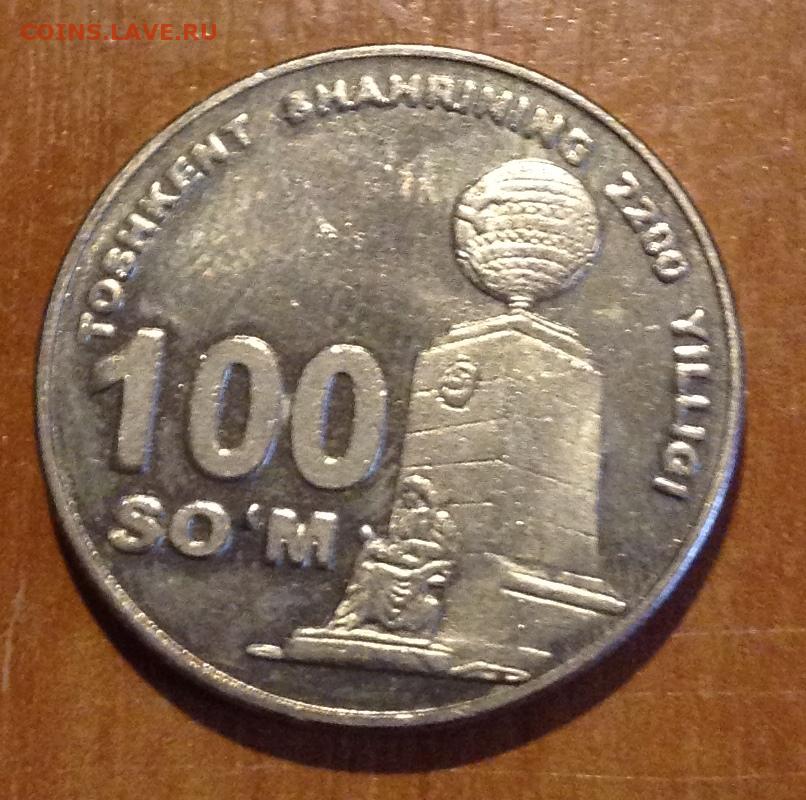 COINS.LAVE.RU
TOSHKENT SHAHRINING 2200 YILLIGI
100
SO'M